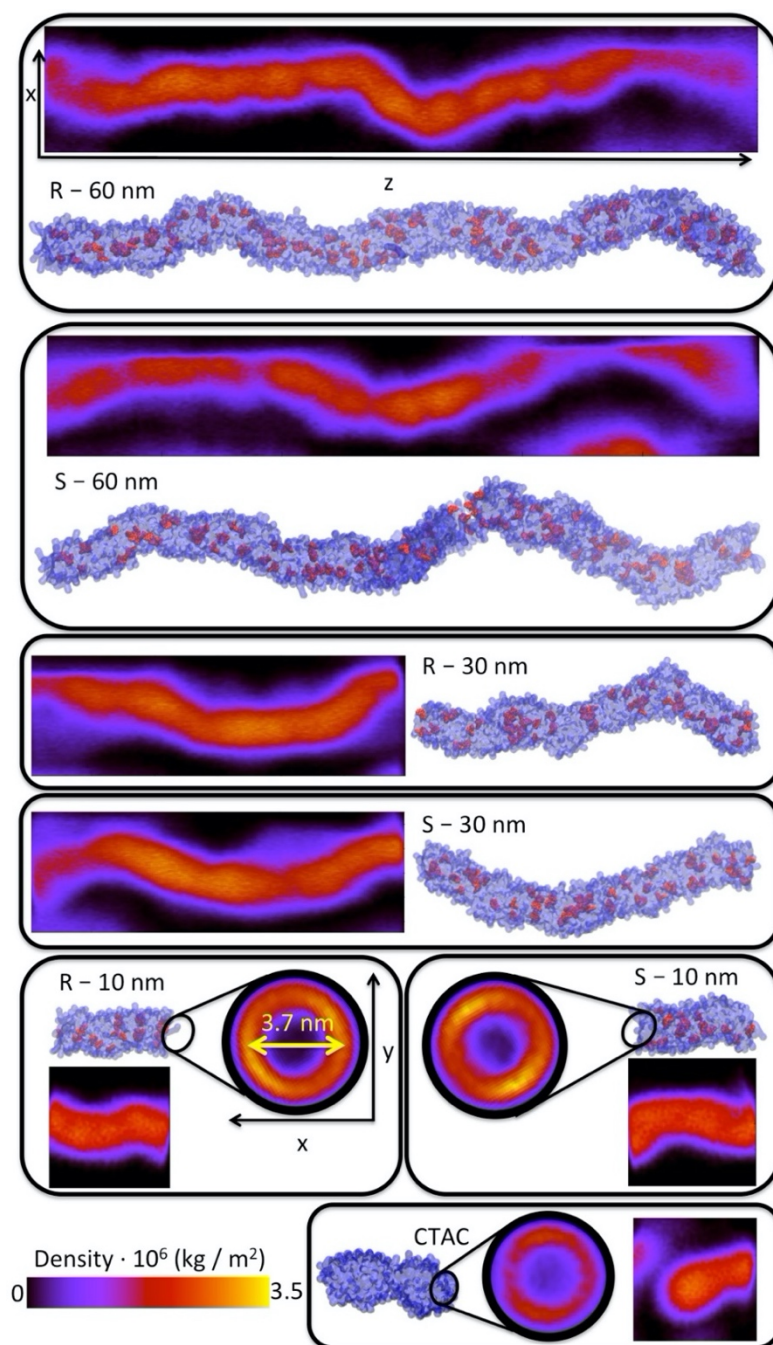 x
z
R − 60 nm
S − 60 nm
R − 30 nm
S − 30 nm
R − 10 nm
3.7 nm
y
x
S − 10 nm
CTAC
Density · 10⁶ (kg / m²)
0
3.5